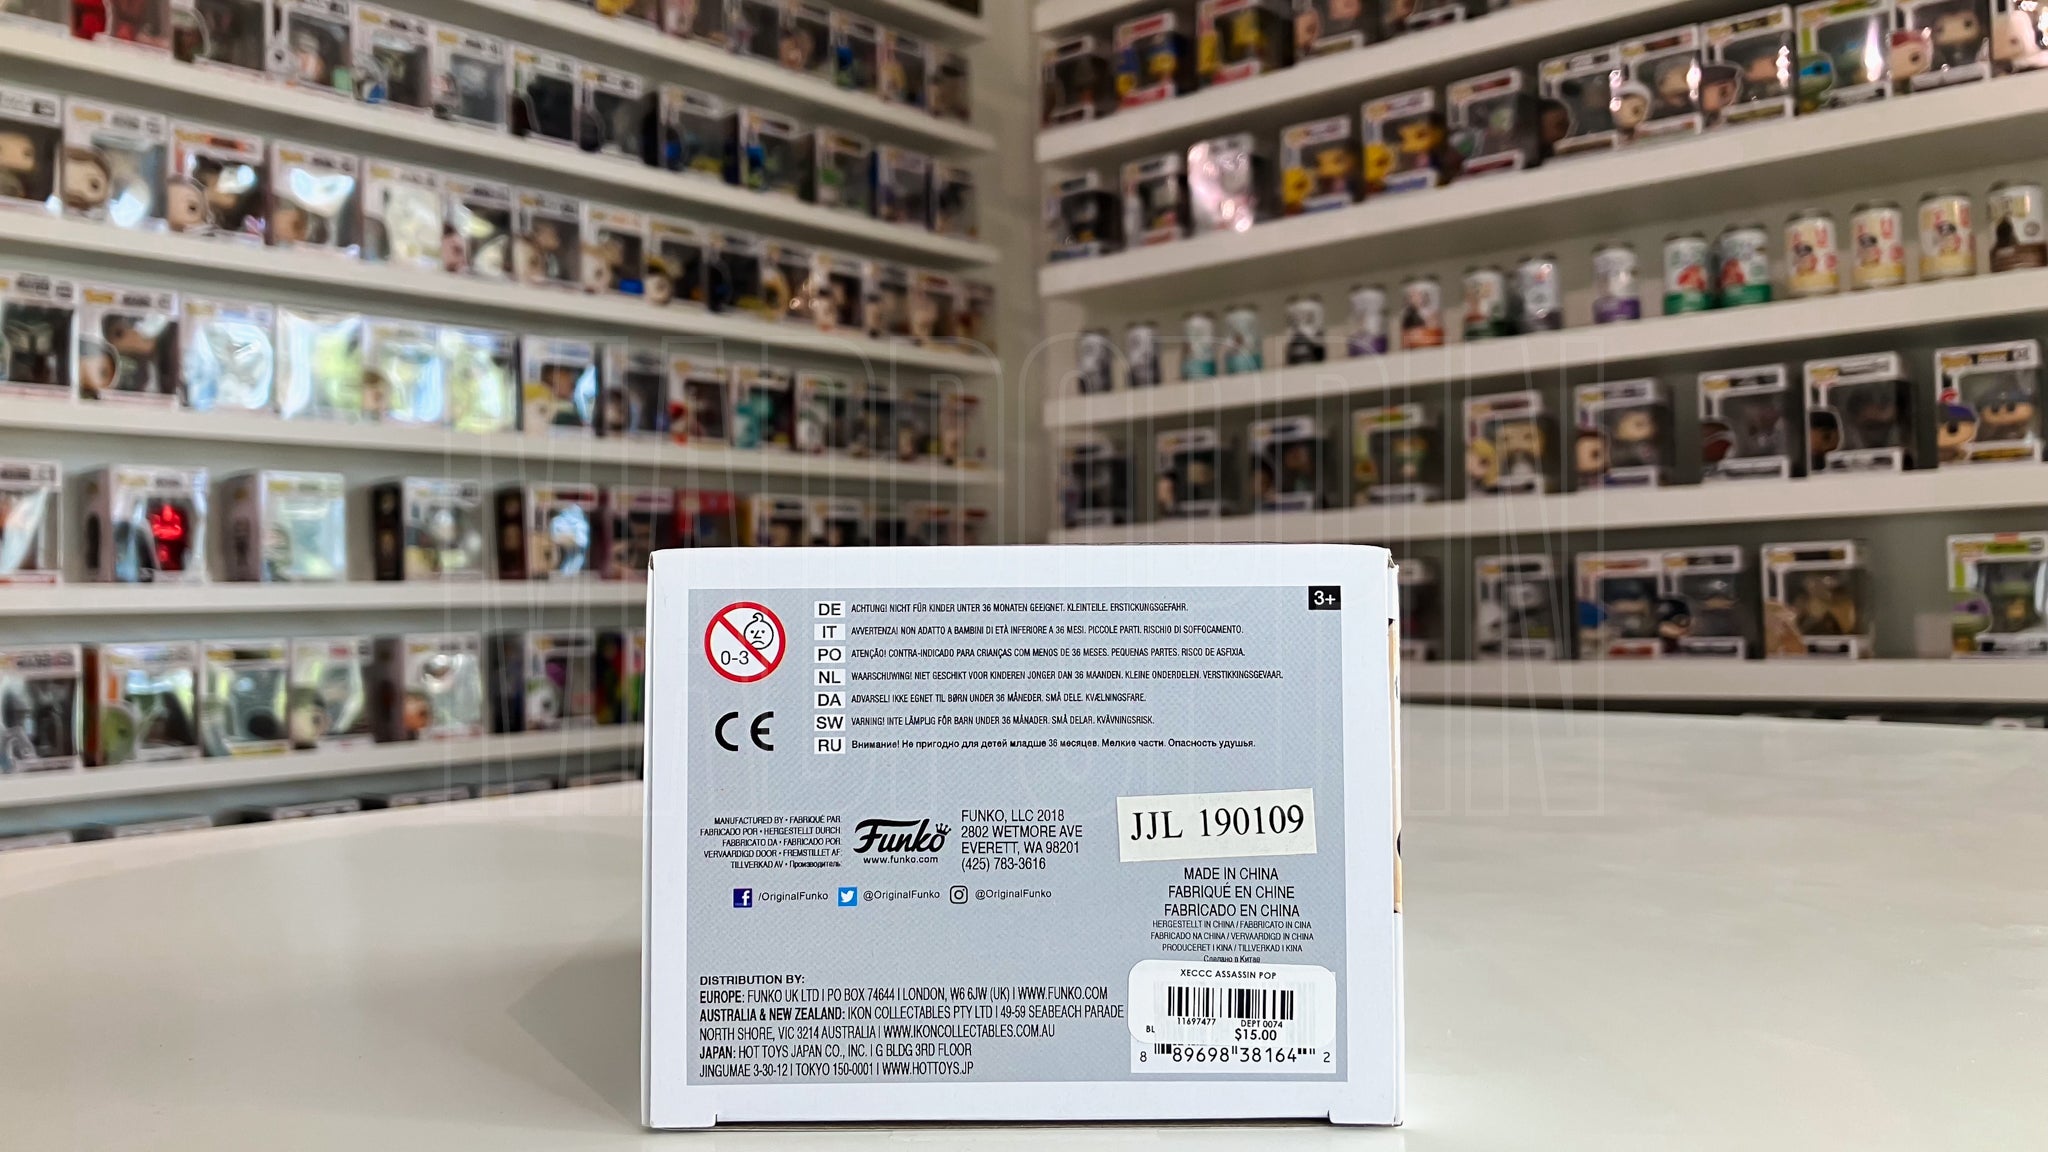 3+
0-3
DE ACHTUNG! NICHT FÜR KINDER UNTER 36 MONATEN GEEIGNET. KLEINTEILE. ERSTICKUNGSGEFAHR.
IT AVVERTENZA! NON ADATTO A BAMBINI DI ETÀ INFERIORE A 36 MESI. PICCOLE PARTI. RISCHIO DI SOFFOCAMENTO.
PO ATENÇÃO! CONTRA-INDICADO PARA CRIANÇAS COM MENOS DE 36 MESES. PEQUENAS PARTES. RISCO DE ASFIXIA.
NL WAARSCHUWING! NIET GESCHIKT VOOR KINDEREN JONGER DAN 36 MAANDEN. KLEINE ONDERDELEN. VERSTIKKINGSGEVAAR.
DA ADVARSEL! IKKE EGNET TIL BØRN UNDER 36 MÅNEDER. SMÅ DELE. KVÆLNINGSFARE.
SW VARNING! INTE LÄMPLIG FÖR BARN UNDER 36 MÅNADER. SMÅ DELAR. KVÄVNINGSRISK.
RU Внимание! Не пригодно для детей младше 36 месяцев. Мелкие части. Опасность удушья.
CE
MANUFACTURED BY • FABRIQUÉ PAR:
FABRICADO POR • HERGESTELLT DURCH:
FABBRICATO DA • FABRICADO POR:
VERVAARDIGD DOOR • FREMSTILLET AF:
TILLVERKAD AV • Производитель:
Funko
www.funko.com
FUNKO, LLC 2018
2802 WETMORE AVE
EVERETT, WA 98201
(425) 783-3616
/OriginalFunko @OriginalFunko @OriginalFunko
JJL 190109
MADE IN CHINA
FABRIQUÉ EN CHINE
FABRICADO EN CHINA
HERGESTELLT IN CHINA / FABBRICATO IN CINA
FABRICADO NA CHINA / VERVAARDIGD IN CHINA
PRODUCERET I KINA / TILLVERKAD I KINA
Сделано в Китае
DISTRIBUTION BY:
EUROPE: FUNKO UK LTD | PO BOX 74644 | LONDON, W6 6JW (UK) | WWW.FUNKO.COM
AUSTRALIA & NEW ZEALAND: IKON COLLECTABLES PTY LTD | 49-59 SEABEACH PARADE
NORTH SHORE, VIC 3214 AUSTRALIA | WWW.IKONCOLLECTABLES.COM.AU
JAPAN: HOT TOYS JAPAN CO., INC. | G BLDG 3RD FLOOR
JINGUMAE 3-30-12 | TOKYO 150-0001 | WWW.HOTTOYS.JP
XECCC ASSASSIN POP
11697477 DEPT 0074
BL $15.00
8 89698 38164 2